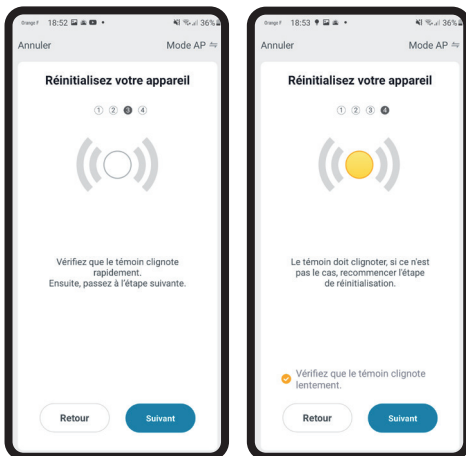 Orange F 18:52 36%
Annuler Mode AP
Réinitialisez votre appareil
1 2 3 4
Vérifiez que le témoin clignote
rapidement.
Ensuite, passez à l'étape suivante.
Retour Suivant
Orange F 18:53 36%
Annuler Mode AP
Réinitialisez votre appareil
1 2 3 4
Le témoin doit clignoter, si ce n'est
pas le cas, recommencer l'étape
de réinitialisation.
Vérifiez que le témoin clignote
lentement.
Retour Suivant